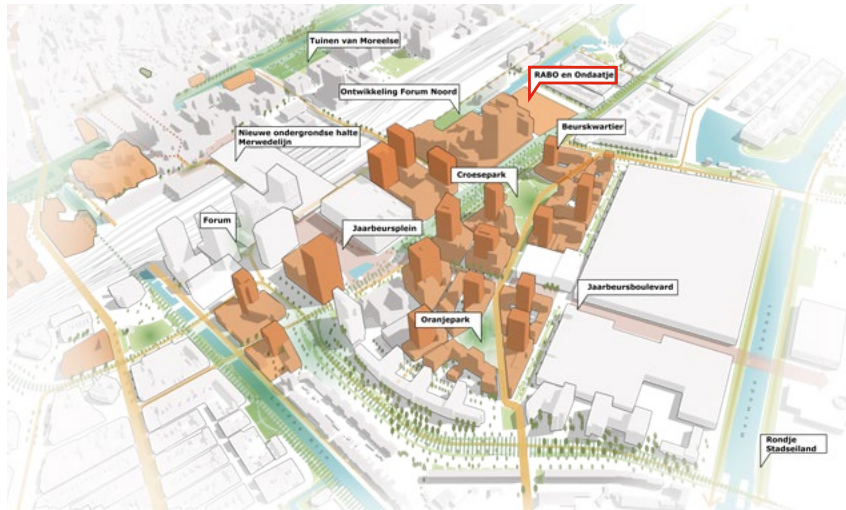 Tuinen van Moreelse
RABO en Ondaatje
Ontwikkeling Forum Noord
Beurskwartier
Nieuwe ondergrondse halte
Merwedelijn
Croesepark
Forum
Jaarbeursplein
Jaarbeursboulevard
Oranjepark
Rondje
Stadseiland